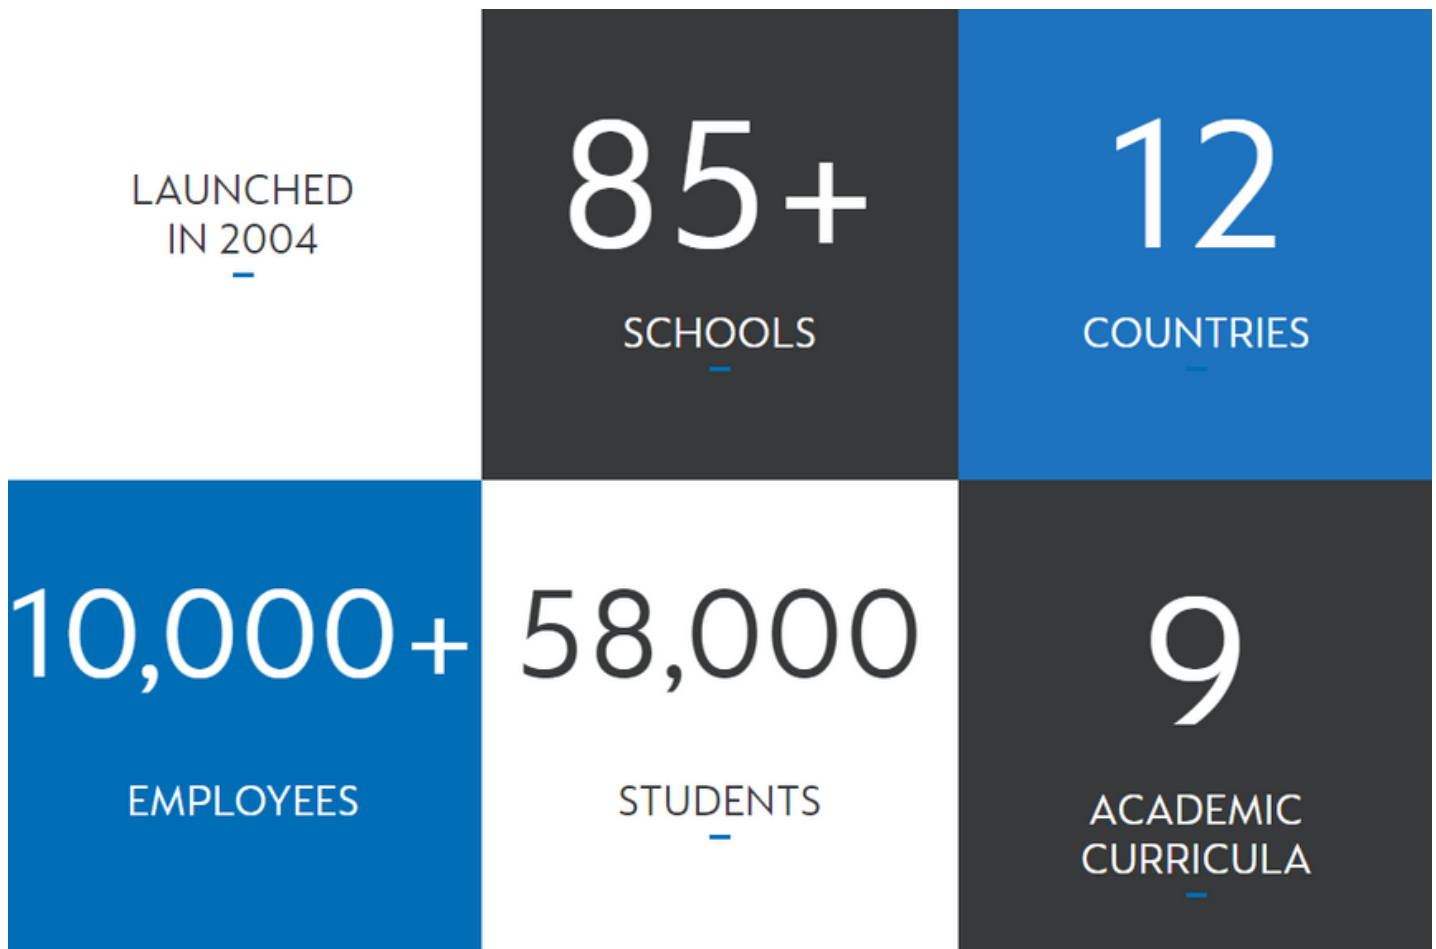 LAUNCHED
IN 2004
85+
SCHOOLS
12
COUNTRIES
10,000+
EMPLOYEES
58,000
STUDENTS
9
ACADEMIC
CURRICULA